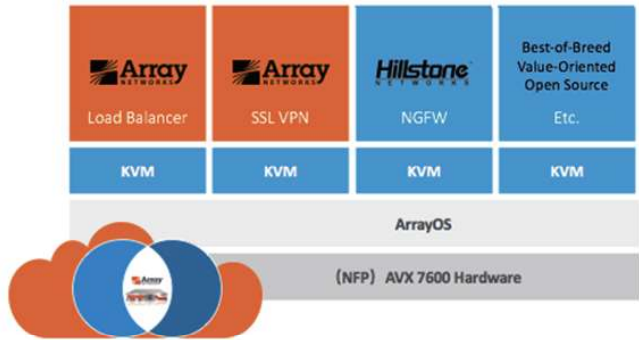 Array
NETWORKS
Load Balancer
Array
NETWORKS
SSL VPN
Hillstone
NETWORKS
NGFW
Best-of-Breed
Value-Oriented
Open Source
Etc.
KVM
KVM
KVM
KVM
ArrayOS
(NFP) AVX 7600 Hardware
Array